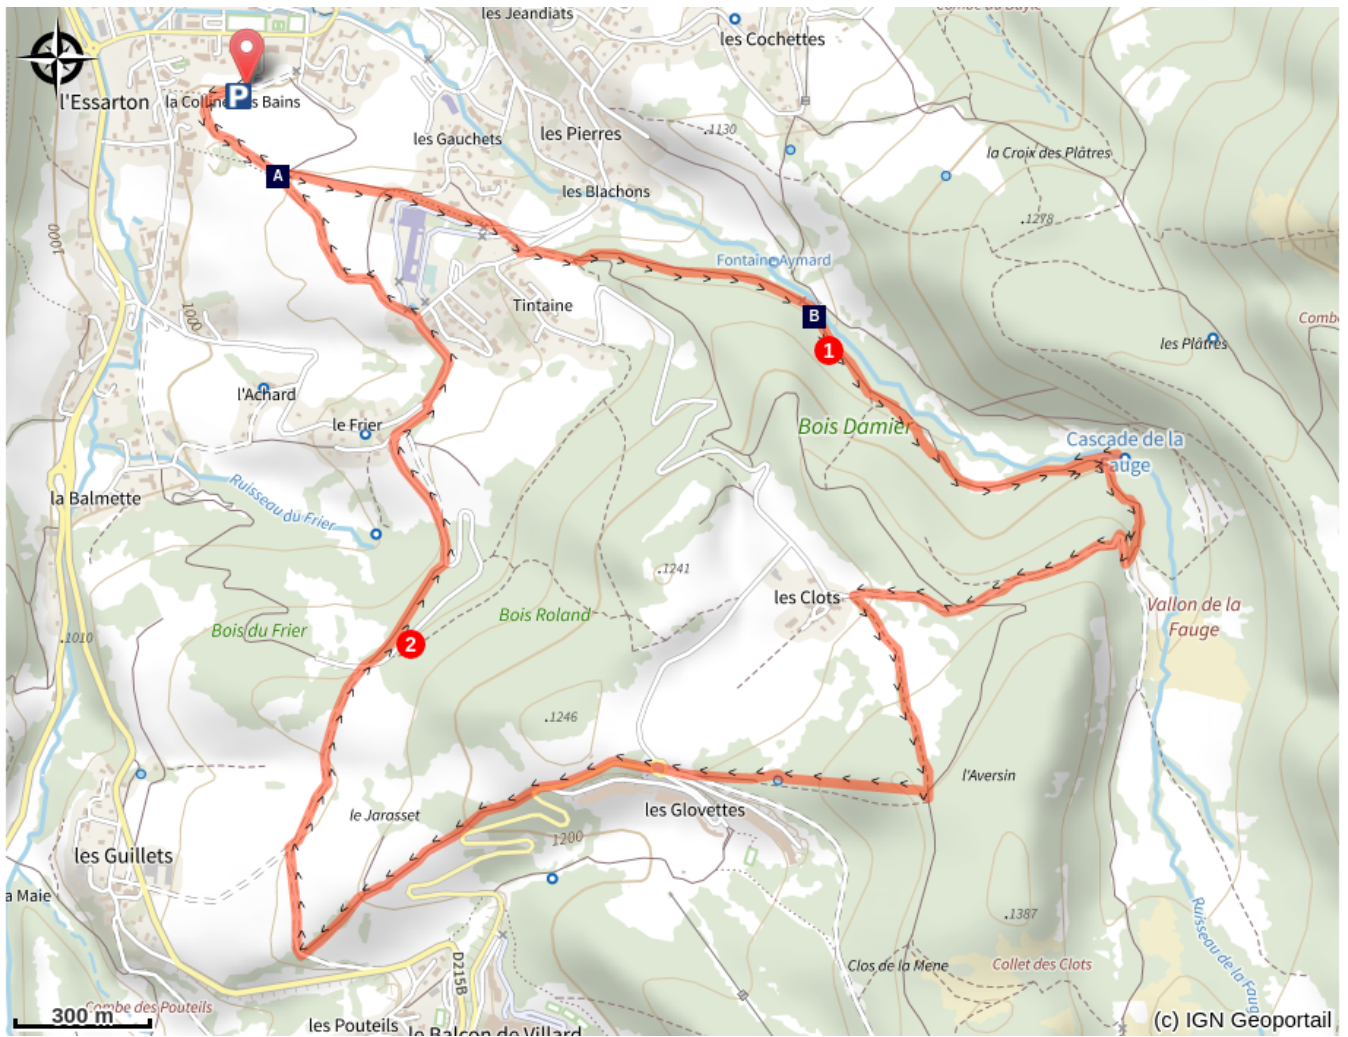 les Jeandiats
les Cochettes
l'Essarton
P
la Colline des Bains
.1130
les Gauchets
les Pierres
la Croix des Plâtres
A
les Blachons
.1278
1000
Fontaine Aymard
1000
Tintaine
B
Combe
1
les Plâtres
l'Achard
le Frier
Bois Damier
Cascade de la
Fauge
la Balmette
Ruisseau du Frier
.1241
les Clots
Vallon de la
Fauge
Bois Roland
Bois du Frier
.1010
2
.1246
l'Aversin
les Glovettes
le Jarasset
1200
les Guillets
a Maie
.1387
Ruisseau de la Fauge
D215B
Clos de la Mene
Collet des Clots
Combe des Pouteils
300 m
les Pouteils
le Balcon de Villard
(c) IGN Geoportail